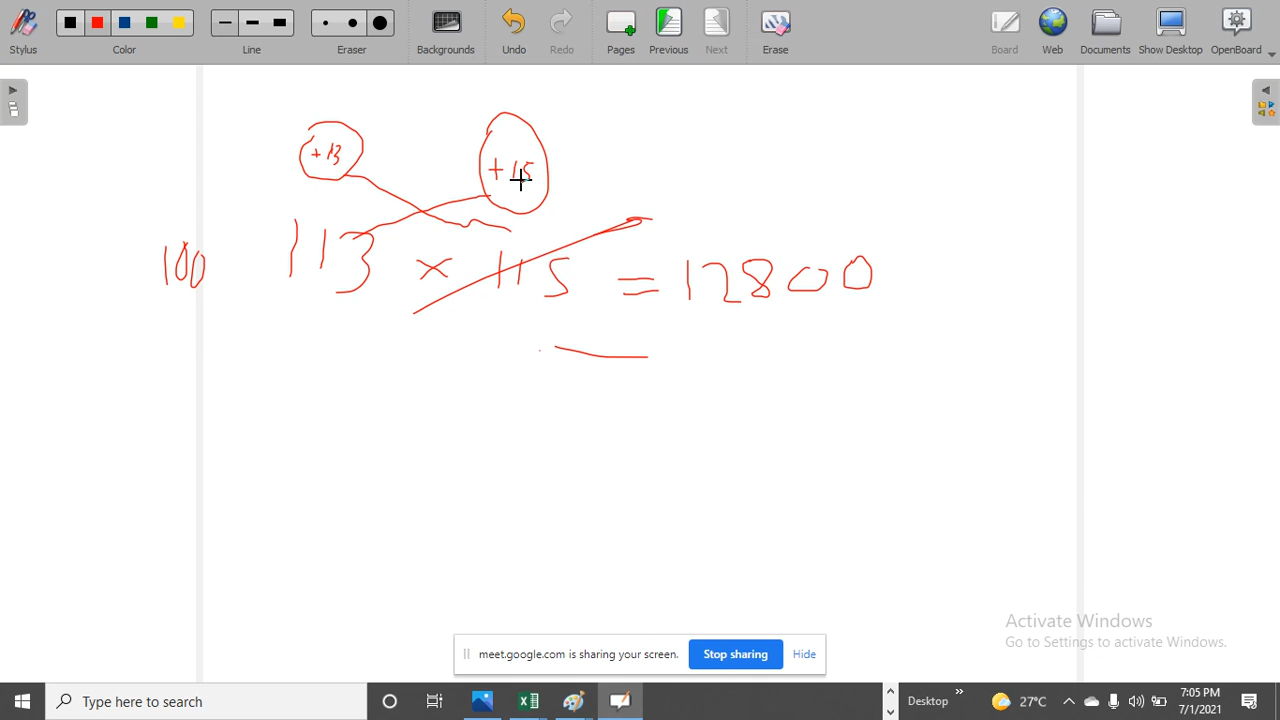 Stylus
Color
Line
Eraser
Backgrounds
Undo
Redo
Pages
Previous
Next
Erase
Board
Web
Documents
Show Desktop
OpenBoard
+13
+15
100
113 × 115 = 12800
Activate Windows
Go to Settings to activate Windows.
meet.google.com is sharing your screen.
Stop sharing
Hide
Type here to search
Desktop
27°C
7:05 PM
7/1/2021